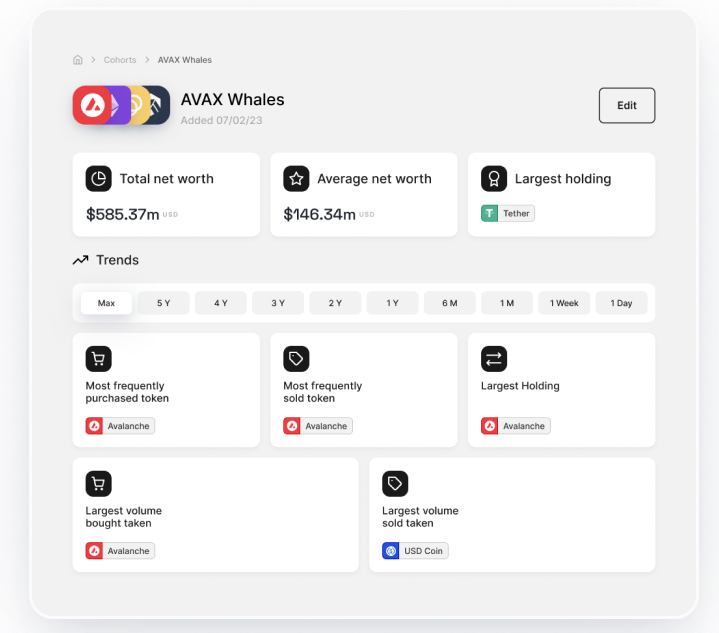 Cohorts AVAX Whales
AVAX Whales
Added 07/02/23
Edit
Total net worth
$585.37m USD
Average net worth
$146.34m USD
Largest holding
Tether
Trends
Max 5 Y 4 Y 3 Y 2 Y 1 Y 6 M 1 M 1 Week 1 Day
Most frequently
purchased token
Avalanche
Most frequently
sold token
Avalanche
Largest Holding
Avalanche
Largest volume
bought taken
Avalanche
Largest volume
sold taken
USD Coin